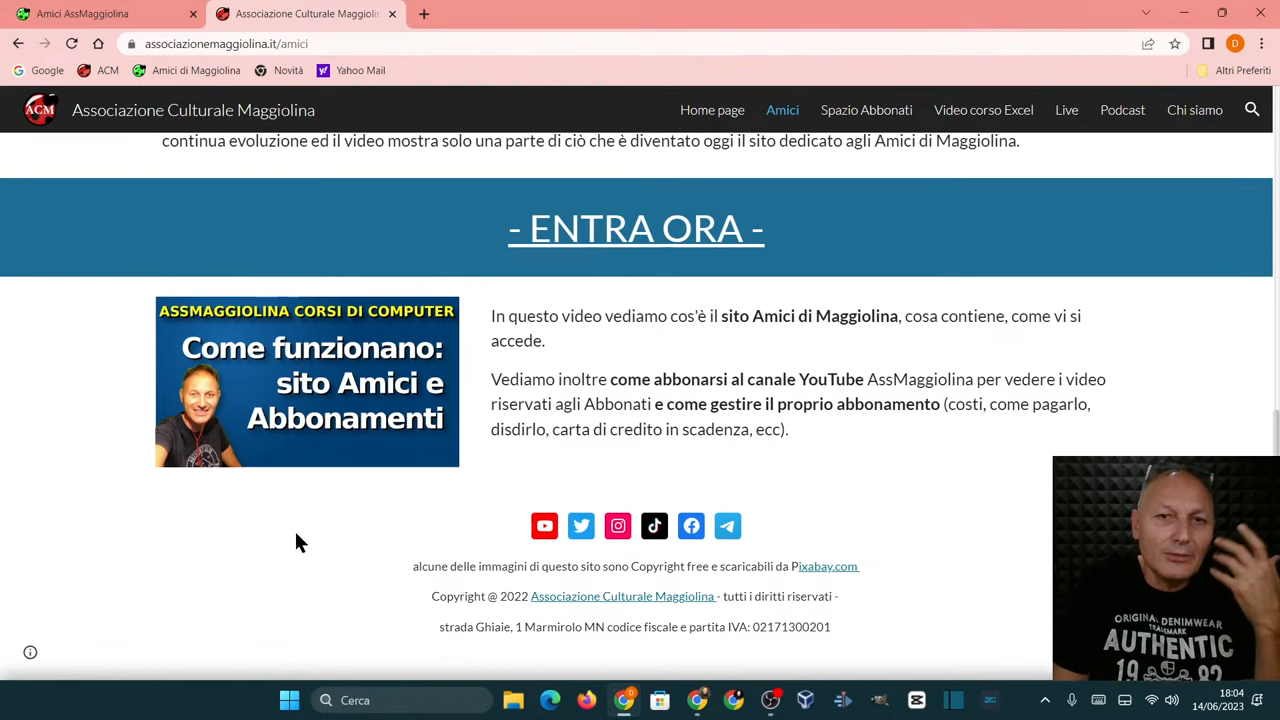 Amici AssMaggiolina
Associazione Culturale Maggiolin
associazionemaggiolina.it/amici
Google
ACM
Amici di Maggiolina
Novità
Yahoo Mail
Altri Preferiti
ACM
Associazione Culturale Maggiolina
Home page
Amici
Spazio Abbonati
Video corso Excel
Live
Podcast
Chi siamo
continua evoluzione ed il video mostra solo una parte di ciò che è diventato oggi il sito dedicato agli Amici di Maggiolina.
- ENTRA ORA -
ASSMAGGIOLINA CORSI DI COMPUTER
Come funzionano:
sito Amici e
Abbonamenti
In questo video vediamo cos'è il sito Amici di Maggiolina, cosa contiene, come vi si
accede.
Vediamo inoltre come abbonarsi al canale YouTube AssMaggiolina per vedere i video
riservati agli Abbonati e come gestire il proprio abbonamento (costi, come pagarlo,
disdirlo, carta di credito in scadenza, ecc).
alcune delle immagini di questo sito sono Copyright free e scaricabili da Pixabay.com
Copyright @ 2022 Associazione Culturale Maggiolina - tutti i diritti riservati -
strada Ghiaie, 1 Marmirolo MN codice fiscale e partita IVA: 02171300201
ORIGINAL DENIMWEAR
TRADEMARK
AUTHENTIC
19 82
Cerca
18:04
14/06/2023